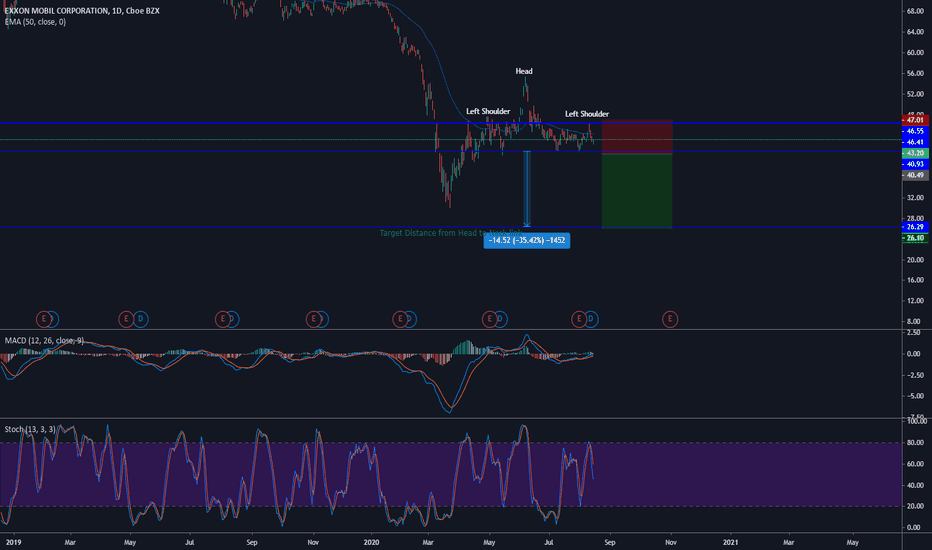 EXXON MOBIL CORPORATION, 1D, Cboe BZX
EMA (50, close, 0)
68.00
64.00
60.00
56.00
52.00
47.01
46.55
46.41
43.20
40.93
40.49
32.00
28.00
26.29
20.00
16.00
12.00
8.00
Head
Left Shoulder
Left Shoulder
Target Distance from Head to
−14.52 (−35.42%) −1452
E D E D E D E D E D E D E D E
MACD (12, 26, close, 9)
2.50
0.00
−2.50
−5.00
Stoch (13, 3, 3)
100.00
80.00
60.00
40.00
20.00
0.00
2019 Mar May Jul Sep Nov 2020 Mar May Jul Sep Nov 2021 Mar May